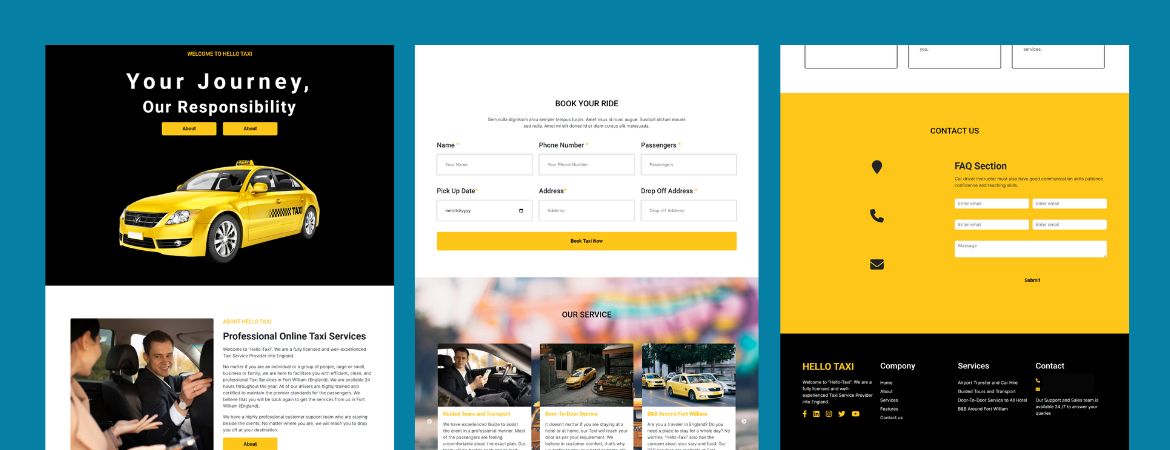 WELCOME TO HELLO TAXI
Your Journey,
Our Responsibility
About
About
TAXI
ABOUT HELLO TAXI
Professional Online Taxi Services
Welcome to "Hello-Taxi". We are a fully licensed and well-experienced
Taxi Service Provider into England.
No matter if you are an individual or a group of people, large or small,
business or family, we are here to facilitate you with efficient, clean, and
professional Taxi Services in Fort William (England). We are available 24
hours throughout the year. All of our drivers are highly trained and
certified to maintain the premier standards for the passengers. We
believe that you will be back again to get the services from us in Fort
William (England).
We have a highly professional customer support team who are staying
beside the clients. No matter where you are, we will reach you to drop
you off at your destination.
About
BOOK YOUR RIDE
Sem nulla dignissim arcu semper tempus turpis. Amet risus id nunc augue. Suscipit dictum mauris
sed nulla. Amet mi elit donec id at diam cursus elit malesuada.
Name *
Phone Number *
Passengers *
Your Name
Your Phone Number
Passengers
Pick Up Date*
Address*
Drop Off Address *
mm/dd/yyyy
Address
Drop off Address
Book Taxi Now
OUR SERVICE
Guided Tours and Transport
Door-To-Door Service
B&B Around Fort William
We have experienced Guide to assist
the client in a professional manner. Most
of the passengers are feeling
uncomfortable about the exact plan. Our
It doesn't matter if you are staying at a
hotel or at home, our Taxi will reach your
door as per your requirement. We
believe in customer comfort, that's why
Are you a traveler in England? Do you
need a place to stay for a whole day? No
worries. "Hello-Taxi" also has the
concern about your stay and food. Our
you.
services.
CONTACT US
FAQ Section
Car driver instructor must also have good communication skills patience
confidence and teaching skills.
Enter email
Enter email
Enter email
Enter email
Massage
Submit
HELLO TAXI
Welcome to "Hello-Taxi". We are a
fully licensed and well-
experienced Taxi Service Provider
into England.
Company
Home
About
Services
Features
Contact us
Services
Airport Transfer and Car Hire
Guided Tours and Transport
Door-To-Door Service to All Hotel
B&B Around Fort William
Contact
Our Support and Sales team is
available 24 /7 to answer your
queries